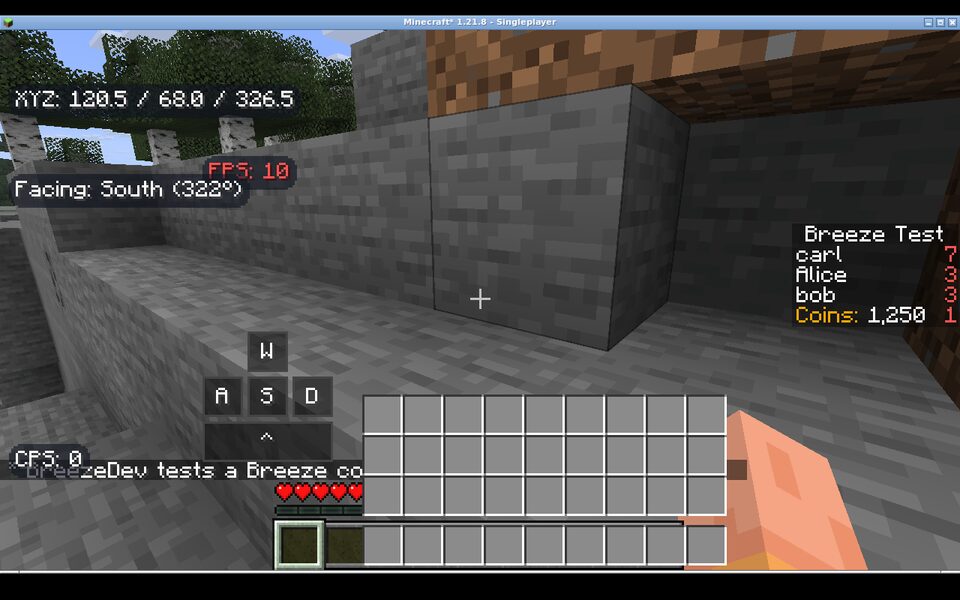 Minecraft* 1.21.8 - Singleplayer
XYZ: 120.5 / 68.0 / 326.5
FPS: 10
Facing: South (322°)
Breeze Test
carl 7
Alice 3
bob 3
Coins: 1,250 1
W
A S D
^
CPS: 0
BreezeDev tests a Breeze co